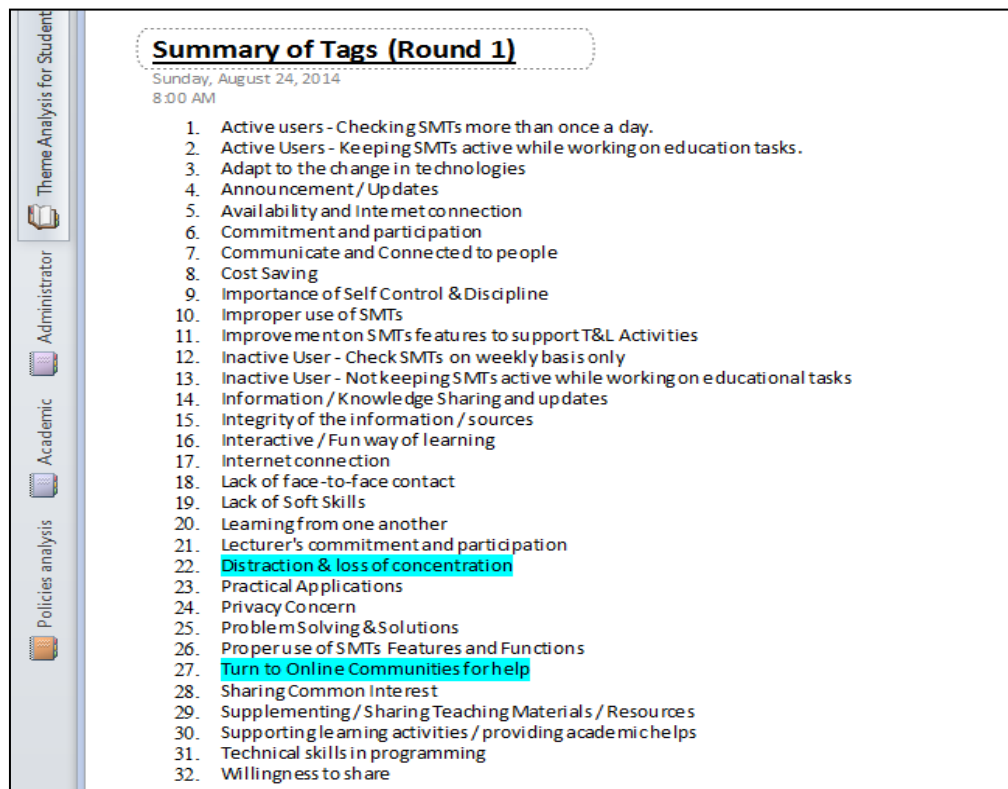 Theme Analysis for Student
Administrator
Academic
Policies analysis
Summary of Tags (Round 1)
Sunday, August 24, 2014
8:00 AM
1. Active users - Checking SMTs more than once a day.
2. Active Users - Keeping SMTs active while working on education tasks.
3. Adapt to the change in technologies
4. Announcement / Updates
5. Availability and Internet connection
6. Commitment and participation
7. Communicate and Connected to people
8. Cost Saving
9. Importance of Self Control & Discipline
10. Improper use of SMTs
11. Improvement on SMTs features to support T&L Activities
12. Inactive User - Check SMTs on weekly basis only
13. Inactive User - Not keeping SMTs active while working on educational tasks
14. Information / Knowledge Sharing and updates
15. Integrity of the information / sources
16. Interactive / Fun way of learning
17. Internet connection
18. Lack of face-to-face contact
19. Lack of Soft Skills
20. Learning from one another
21. Lecturer's commitment and participation
22. Distraction & loss of concentration
23. Practical Applications
24. Privacy Concern
25. Problem Solving & Solutions
26. Proper use of SMTs Features and Functions
27. Turn to Online Communities for help
28. Sharing Common Interest
29. Supplementing / Sharing Teaching Materials / Resources
30. Supporting learning activities / providing academic helps
31. Technical skills in programming
32. Willingness to share